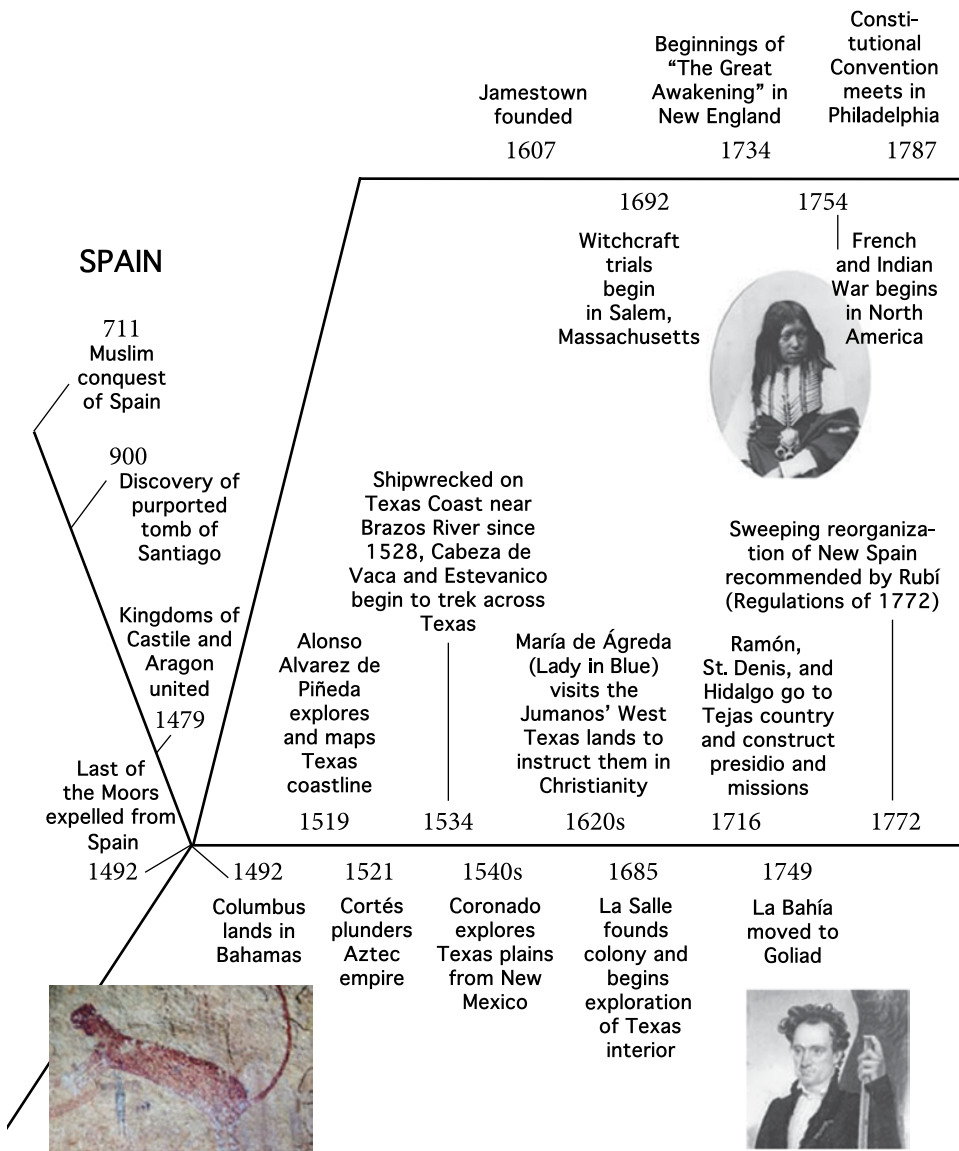 Jamestown
founded
1607
Beginnings of
“The Great
Awakening” in
New England
1734
Consti-
tutional
Convention
meets in
Philadelphia
1787
1692
Witchcraft
trials
begin
in Salem,
Massachusetts
1754
French
and Indian
War begins
in North
America
SPAIN
711
Muslim
conquest
of Spain
900
Discovery of
purported
tomb of
Santiago
Kingdoms of
Castile and
Aragon
united
1479
Last of
the Moors
expelled from
Spain
1492
Alonso
Alvarez de
Piñeda
explores
and maps
Texas
coastline
1519
Shipwrecked on
Texas Coast near
Brazos River since
1528, Cabeza de
Vaca and Estevanico
begin to trek across
Texas
1534
María de Ágreda
(Lady in Blue)
visits the
Jumanos’ West
Texas lands to
instruct them in
Christianity
1620s
Ramón,
St. Denis, and
Hidalgo go to
Tejas country
and construct
presidio and
missions
1716
Sweeping reorganiza-
tion of New Spain
recommended by Rubí
(Regulations of 1772)
1772
1492
Columbus
lands in
Bahamas
1521
Cortés
plunders
Aztec
empire
1540s
Coronado
explores
Texas plains
from New
Mexico
1685
La Salle
founds
colony and
begins
exploration
of Texas
interior
1749
La Bahía
moved to
Goliad